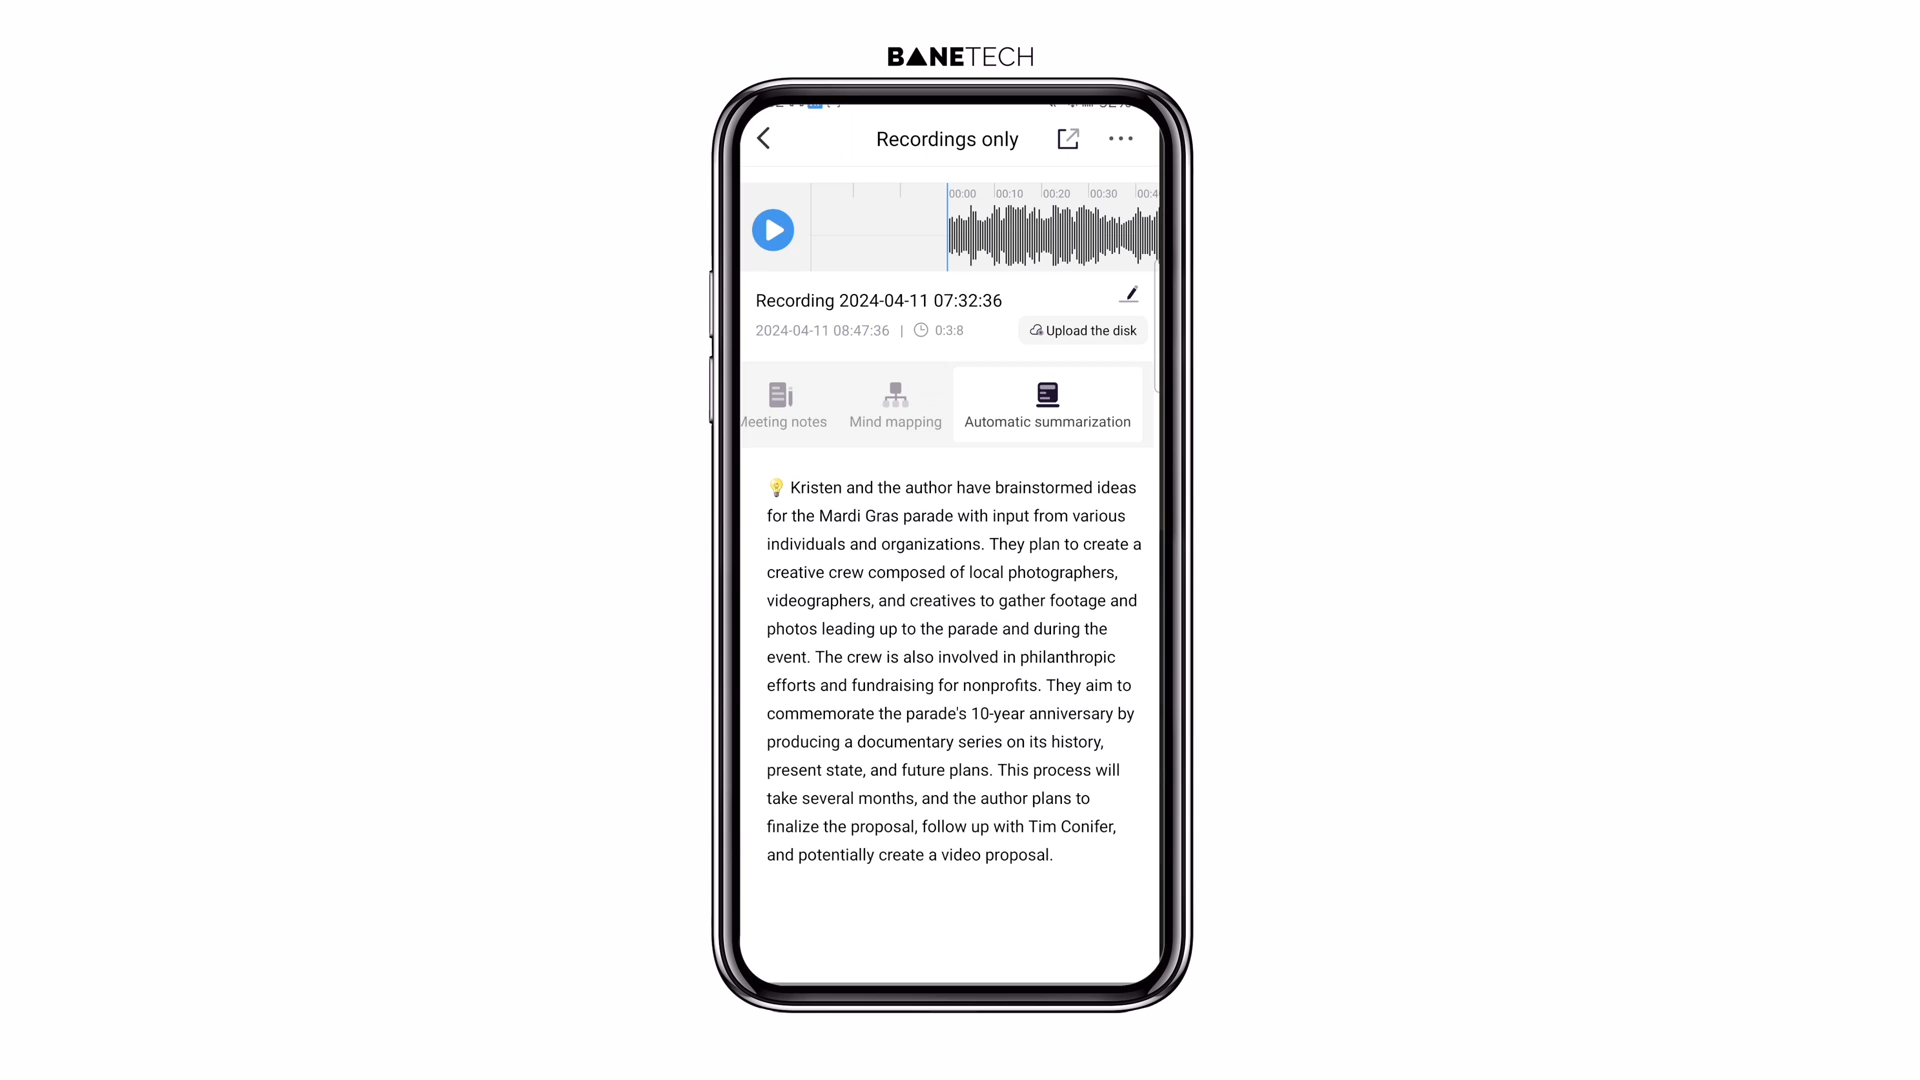 BANETECH
Recordings only
00:00 00:10 00:20 00:30 00:4
Recording 2024-04-11 07:32:36
2024-04-11 08:47:36 | 0:3:8
Upload the disk
Meeting notes Mind mapping Automatic summarization
💡 Kristen and the author have brainstormed ideas
for the Mardi Gras parade with input from various
individuals and organizations. They plan to create a
creative crew composed of local photographers,
videographers, and creatives to gather footage and
photos leading up to the parade and during the
event. The crew is also involved in philanthropic
efforts and fundraising for nonprofits. They aim to
commemorate the parade's 10-year anniversary by
producing a documentary series on its history,
present state, and future plans. This process will
take several months, and the author plans to
finalize the proposal, follow up with Tim Conifer,
and potentially create a video proposal.